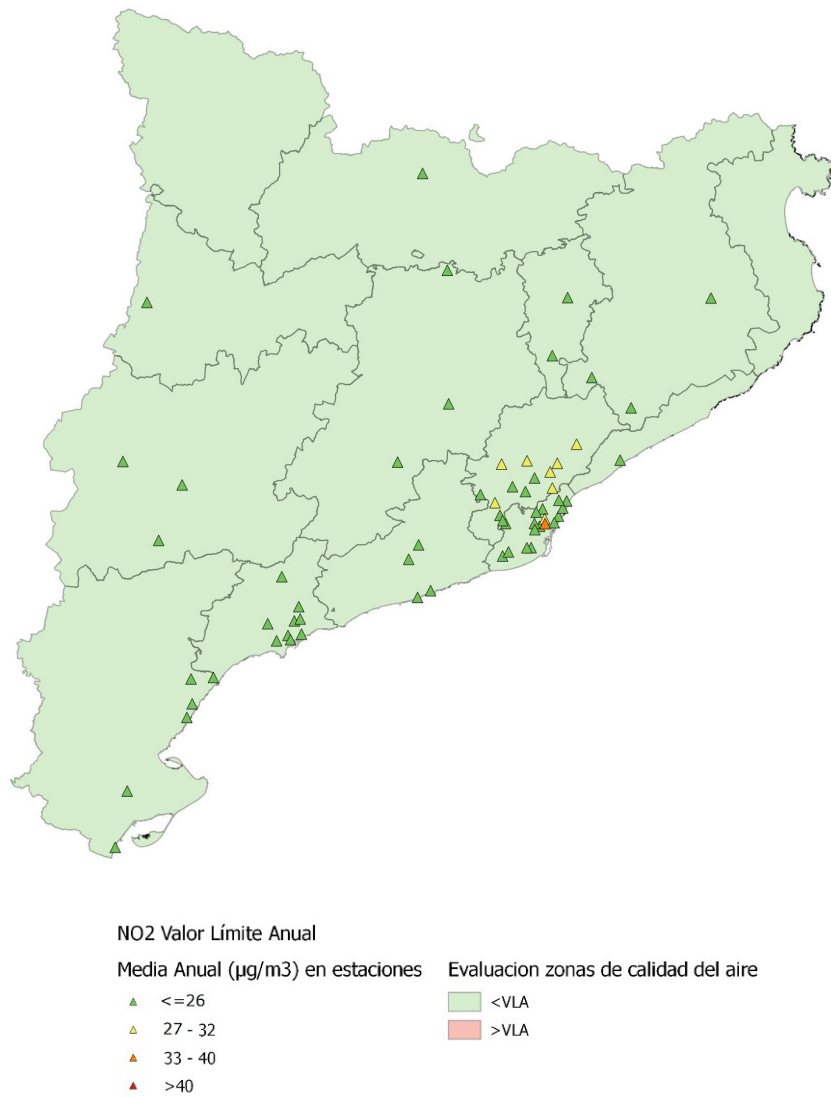 NO2 Valor Límite Anual
Media Anual (µg/m3) en estaciones
<=26
27 - 32
33 - 40
>40
Evaluacion zonas de calidad del aire
<VLA
>VLA